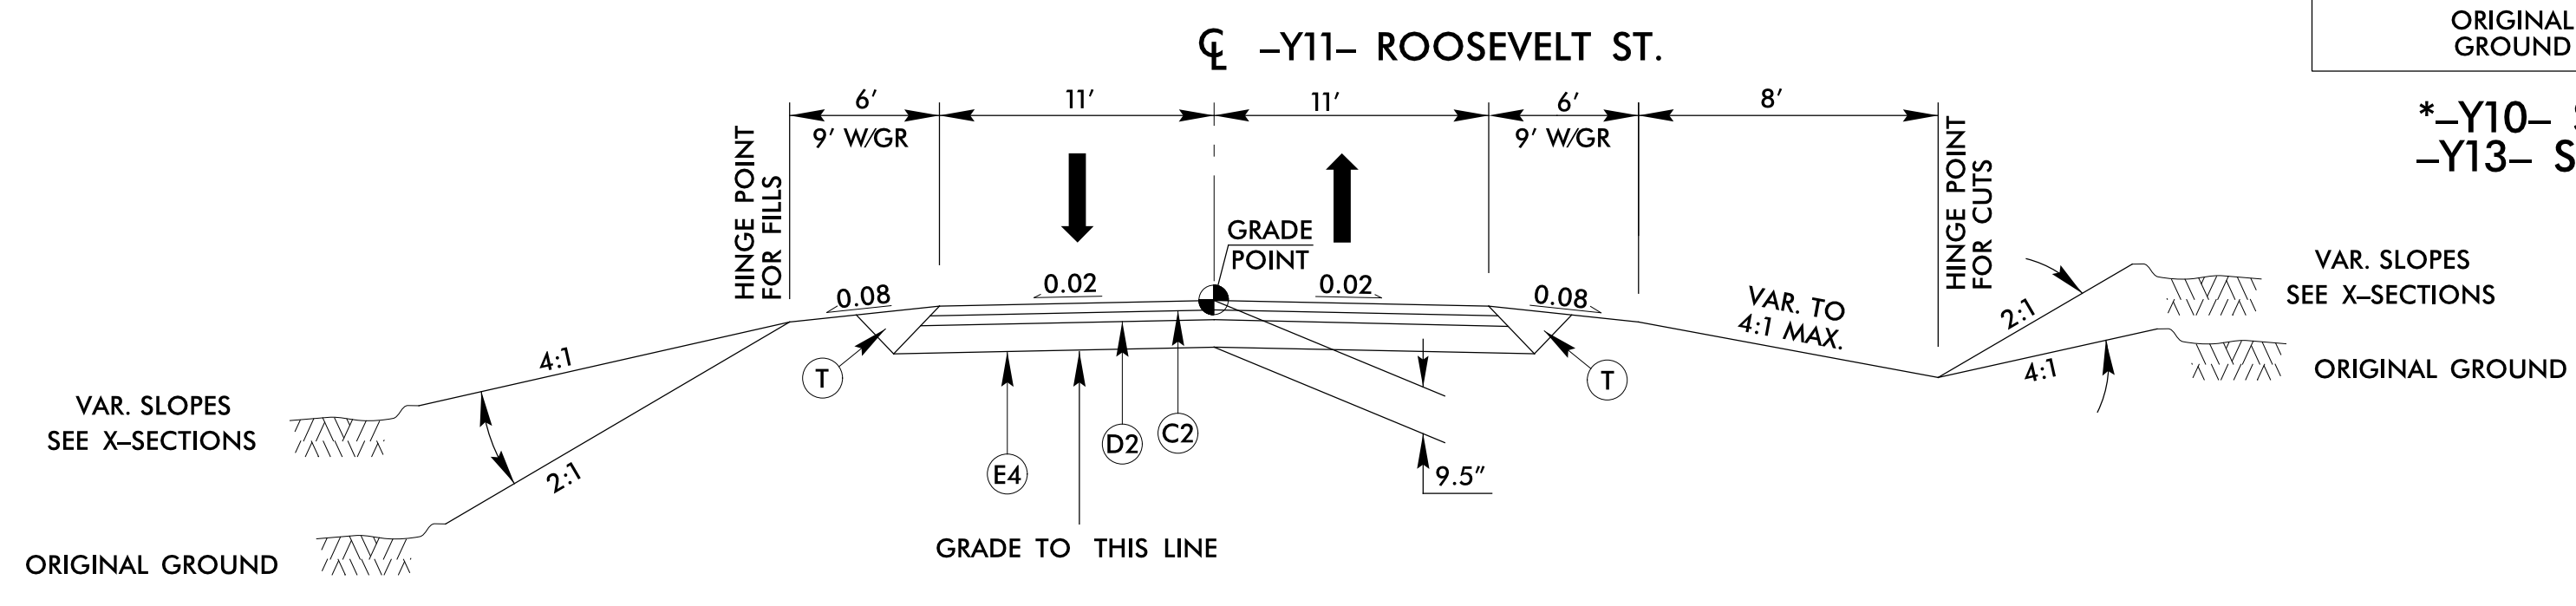 ℄ –Y11– ROOSEVELT ST.
ORIGINAL
GROUND
*–Y10– S
–Y13– S
6'
9' W/GR
11'
11'
6'
9' W/GR
8'
HINGE POINT
FOR FILLS
HINGE POINT
FOR CUTS
GRADE
POINT
0.08
0.02
0.02
0.08
VAR. TO
4:1 MAX.
2:1
4:1
VAR. SLOPES
SEE X–SECTIONS
ORIGINAL GROUND
4:1
2:1
VAR. SLOPES
SEE X–SECTIONS
ORIGINAL GROUND
T
E4
D2
C2
T
9.5"
GRADE TO THIS LINE